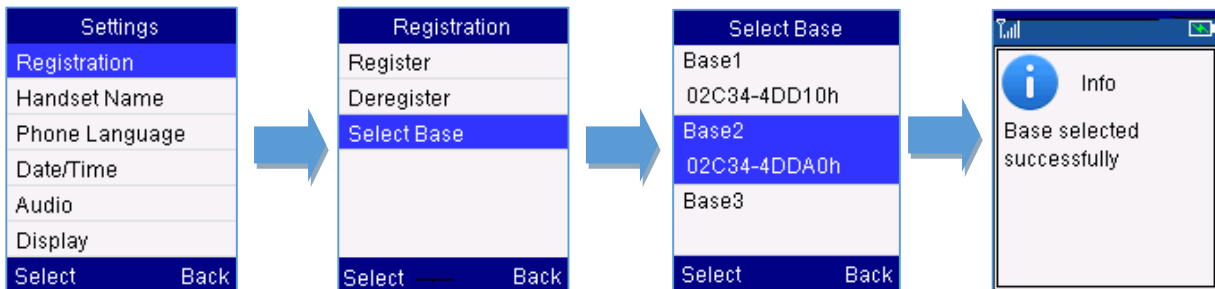 Settings
Registration
Handset Name
Phone Language
Date/Time
Audio
Display
Select Back
Registration
Register
Deregister
Select Base
Select Back
Select Base
Base1
02C34-4DD10h
Base2
02C34-4DDA0h
Base3
Select Back
Info
Base selected
successfully